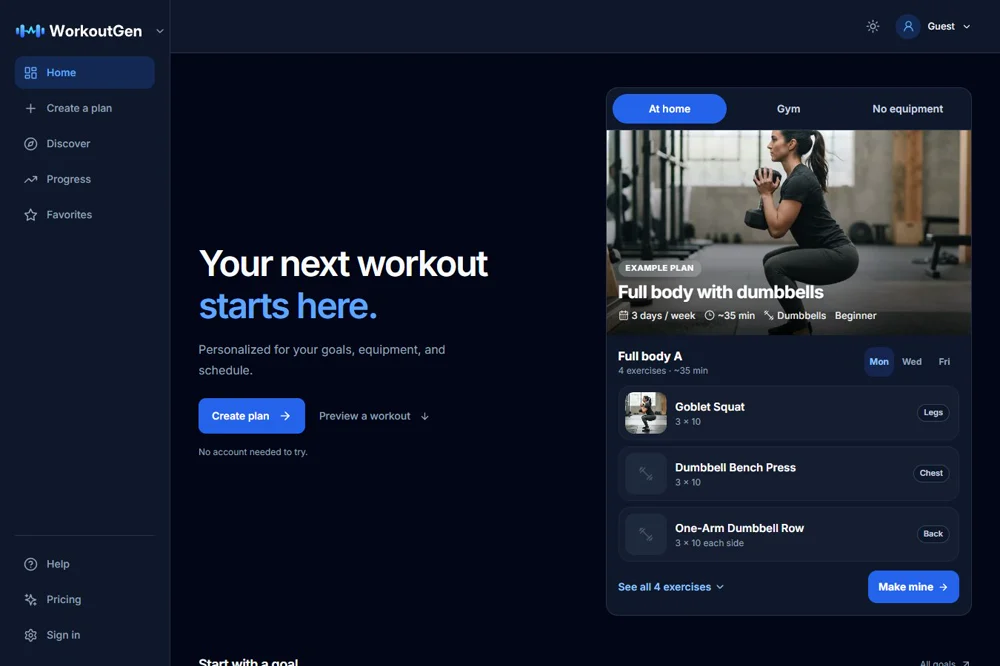 WorkoutGen
Guest
Home
Create a plan
Discover
Progress
Favorites
Help
Pricing
Sign in
Your next workout
starts here.
Personalized for your goals, equipment, and
schedule.
Create plan
Preview a workout
No account needed to try.
At home
Gym
No equipment
EXAMPLE PLAN
Full body with dumbbells
3 days / week
~35 min
Dumbbells
Beginner
Full body A
4 exercises · ~35 min
Mon
Wed
Fri
Goblet Squat
3 × 10
Legs
Dumbbell Bench Press
3 × 10
Chest
One-Arm Dumbbell Row
3 × 10 each side
Back
See all 4 exercises
Make mine
Start with a goal
All goals